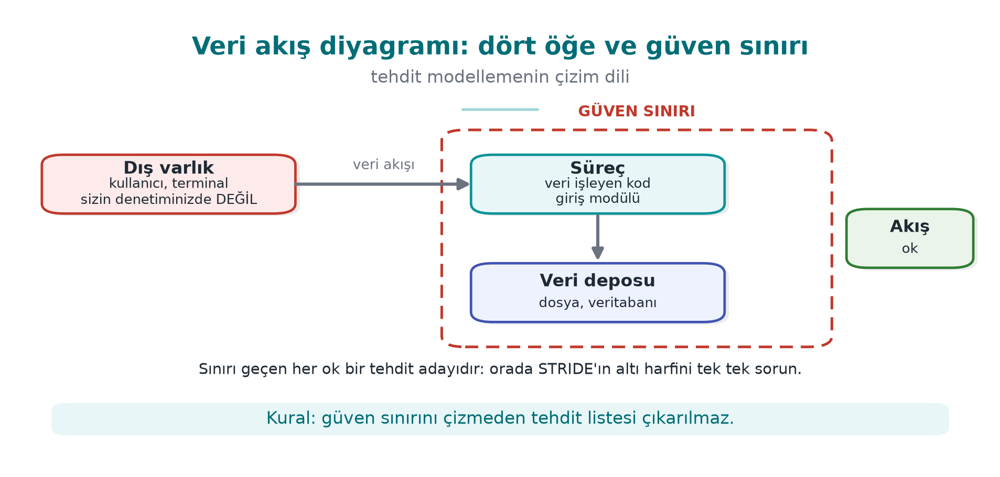 Veri akış diyagramı: dört öğe ve güven sınırı
tehdit modellemenin çizim dili
GÜVEN SINIRI
Dış varlık
kullanıcı, terminal
sizin denetiminizde DEĞİL
veri akışı
Süreç
veri işleyen kod
giriş modülü
Akış
ok
Veri deposu
dosya, veritabanı
Sınırı geçen her ok bir tehdit adayıdır: orada STRIDE'ın altı harfini tek tek sorun.
Kural: güven sınırını çizmeden tehdit listesi çıkarılmaz.